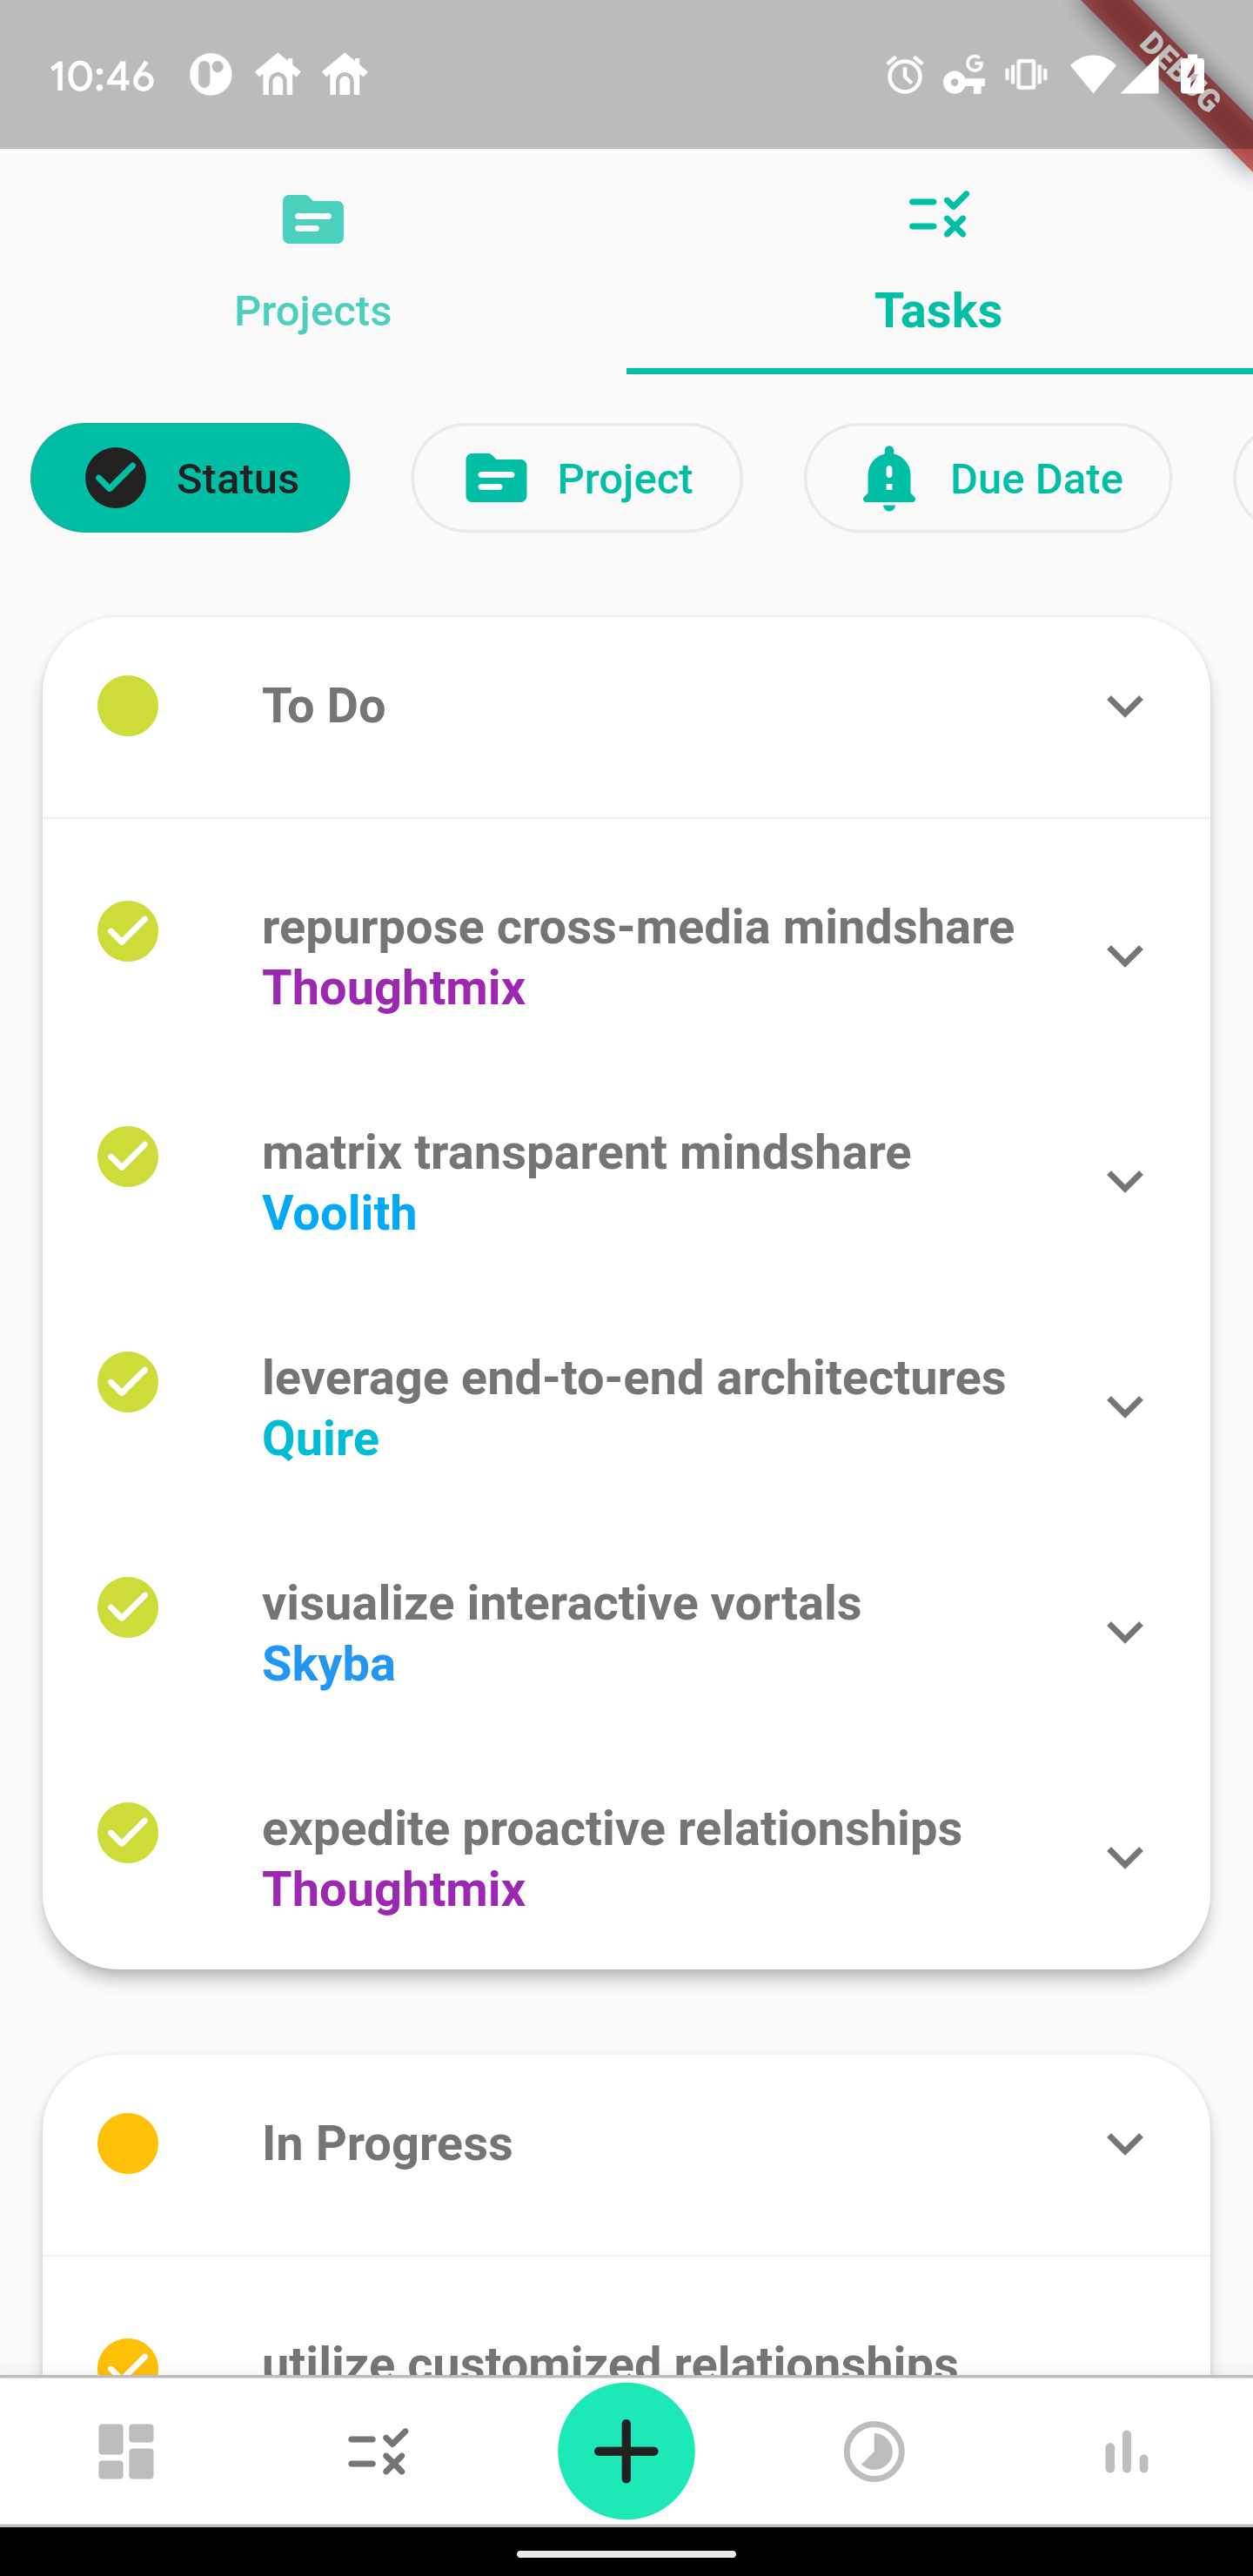 10:46
G
DEBUG
Projects
Tasks
Status
Project
Due Date
To Do
repurpose cross-media mindshare
Thoughtmix
matrix transparent mindshare
Voolith
leverage end-to-end architectures
Quire
visualize interactive vortals
Skyba
expedite proactive relationships
Thoughtmix
In Progress
utilize customized relationships